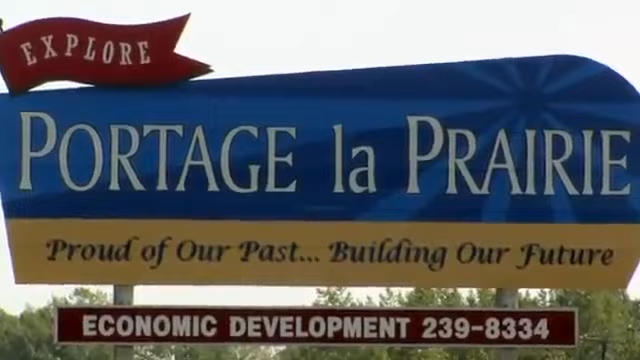 EXPLORE
PORTAGE la PRAIRIE
Proud of Our Past... Building Our Future
ECONOMIC DEVELOPMENT 239-8334